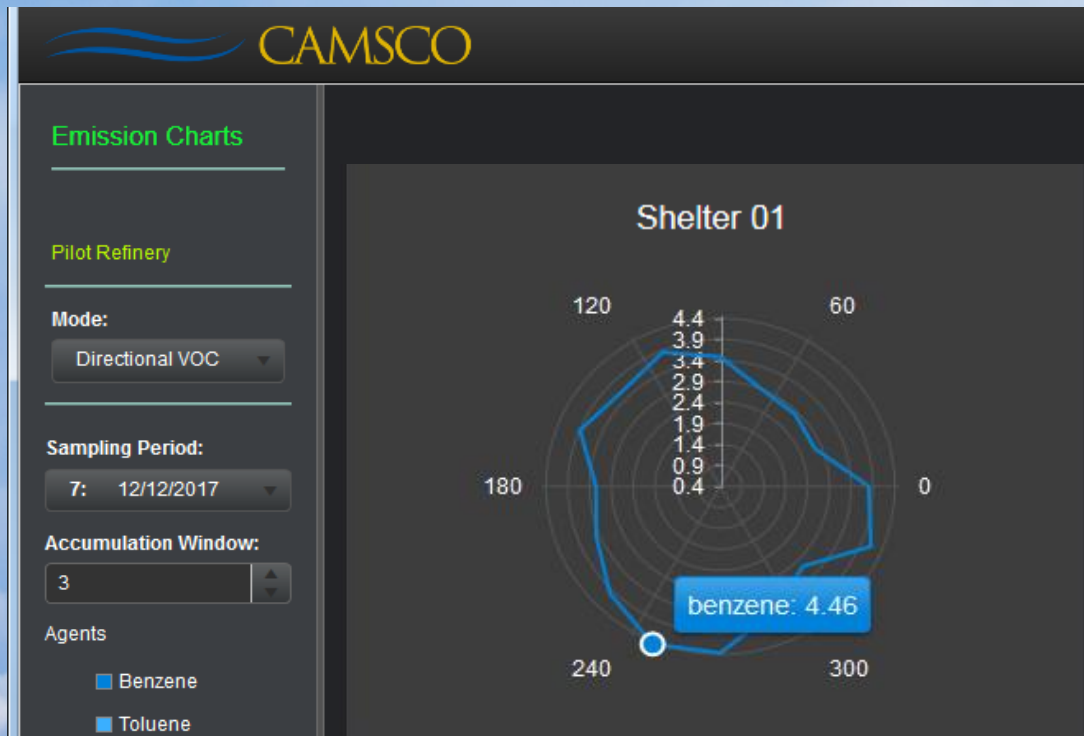 CAMSCO
Emission Charts
Pilot Refinery
Mode:
Directional VOC
Sampling Period:
7: 12/12/2017
Accumulation Window:
3
Agents
Benzene
Toluene
Shelter 01
120
60
4.4
3.9
3.4
2.9
2.4
1.9
1.4
0.9
0.4
180
0
benzene: 4.46
240
300